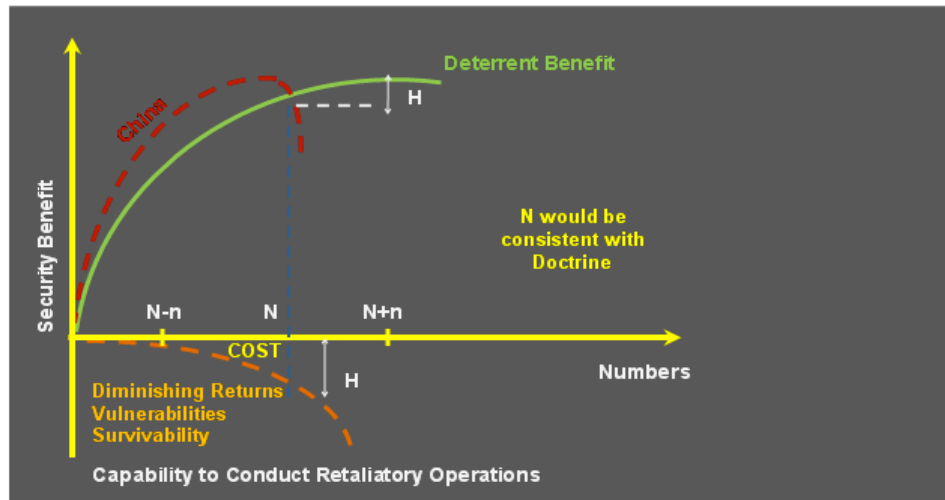 Deterrent Benefit
H
China
Security Benefit
N would be
consistent with
Doctrine
N-n
N
N+n
COST
Numbers
H
Diminishing Returns
Vulnerabilities
Survivability
Capability to Conduct Retaliatory Operations